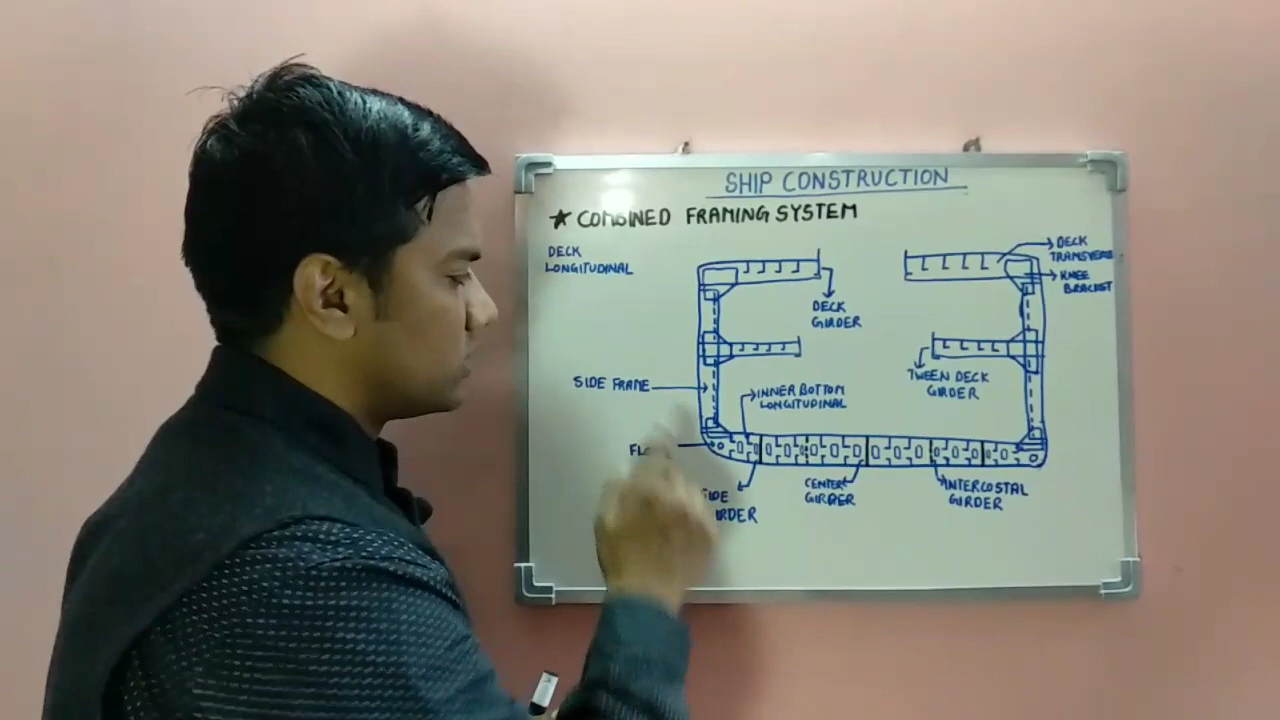 SHIP CONSTRUCTION
★ COMBINED FRAMING SYSTEM
DECK
LONGITUDINAL
DECK
TRANSVERS
KNEE
BRACKET
DECK
GIRDER
SIDE FRAME
INNER BOTTOM
LONGITUDINAL
TWEEN DECK
GIRDER
CENTER
GIRDER
INTERCOSTAL
GIRDER